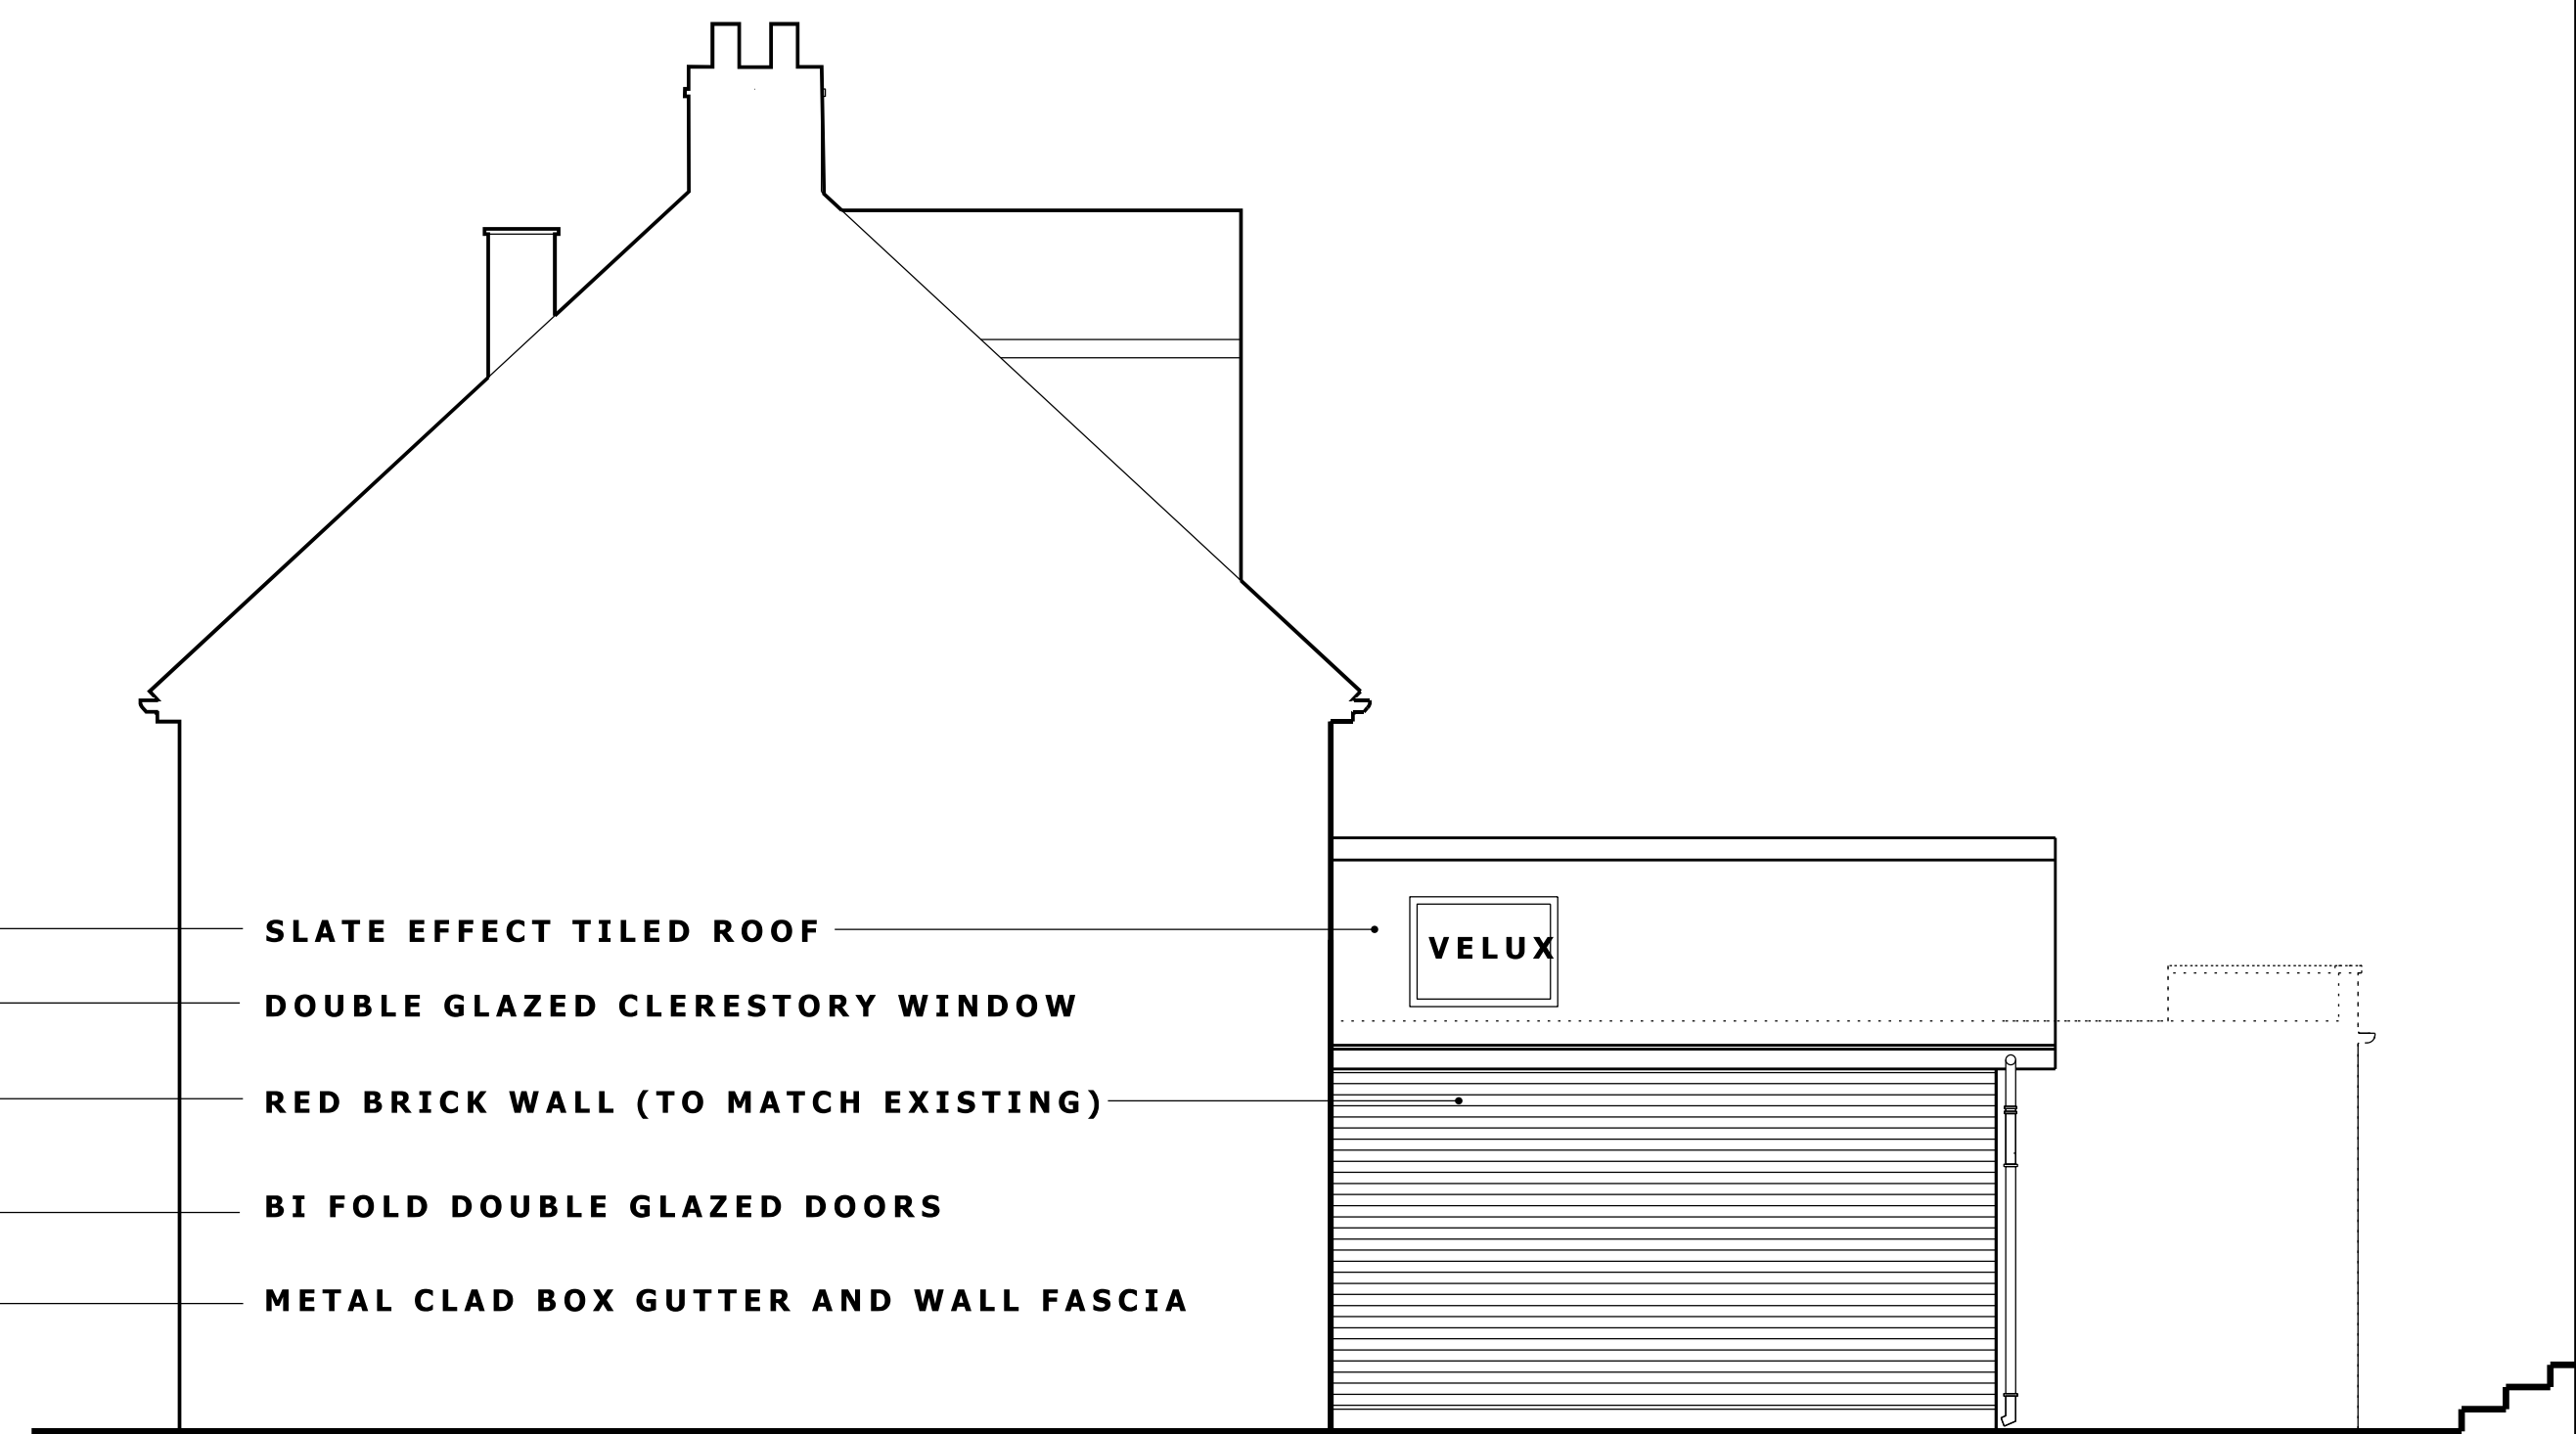 SLATE EFFECT TILED ROOF
VELUX
DOUBLE GLAZED CLERESTORY WINDOW
RED BRICK WALL (TO MATCH EXISTING)
BI FOLD DOUBLE GLAZED DOORS
METAL CLAD BOX GUTTER AND WALL FASCIA